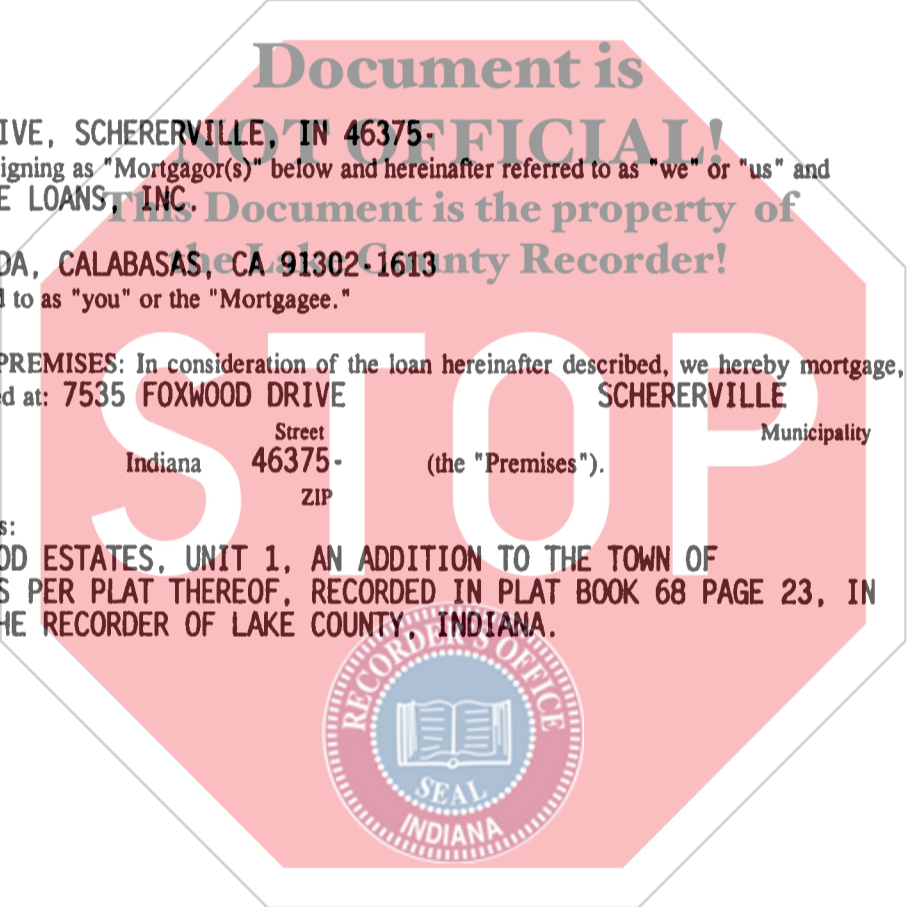 Document is
NOT OFFICIAL!
This Document is the property of
the Lake County Recorder!
STOP
IVE, SCHERERVILLE, IN 46375-
igning as "Mortgagor(s)" below and hereinafter referred to as "we" or "us" and
E LOANS, INC.
DA, CALABASAS, CA 91302-1613
to as "you" or the "Mortgagee."
PREMISES: In consideration of the loan hereinafter described, we hereby mortgage,
d at: 7535 FOXWOOD DRIVE SCHERERVILLE
Street Municipality
Indiana 46375- (the "Premises").
ZIP
s:
OD ESTATES, UNIT 1, AN ADDITION TO THE TOWN OF
S PER PLAT THEREOF, RECORDED IN PLAT BOOK 68 PAGE 23, IN
HE RECORDER OF LAKE COUNTY, INDIANA.
RECORDER'S OFFICE
SEAL
INDIANA